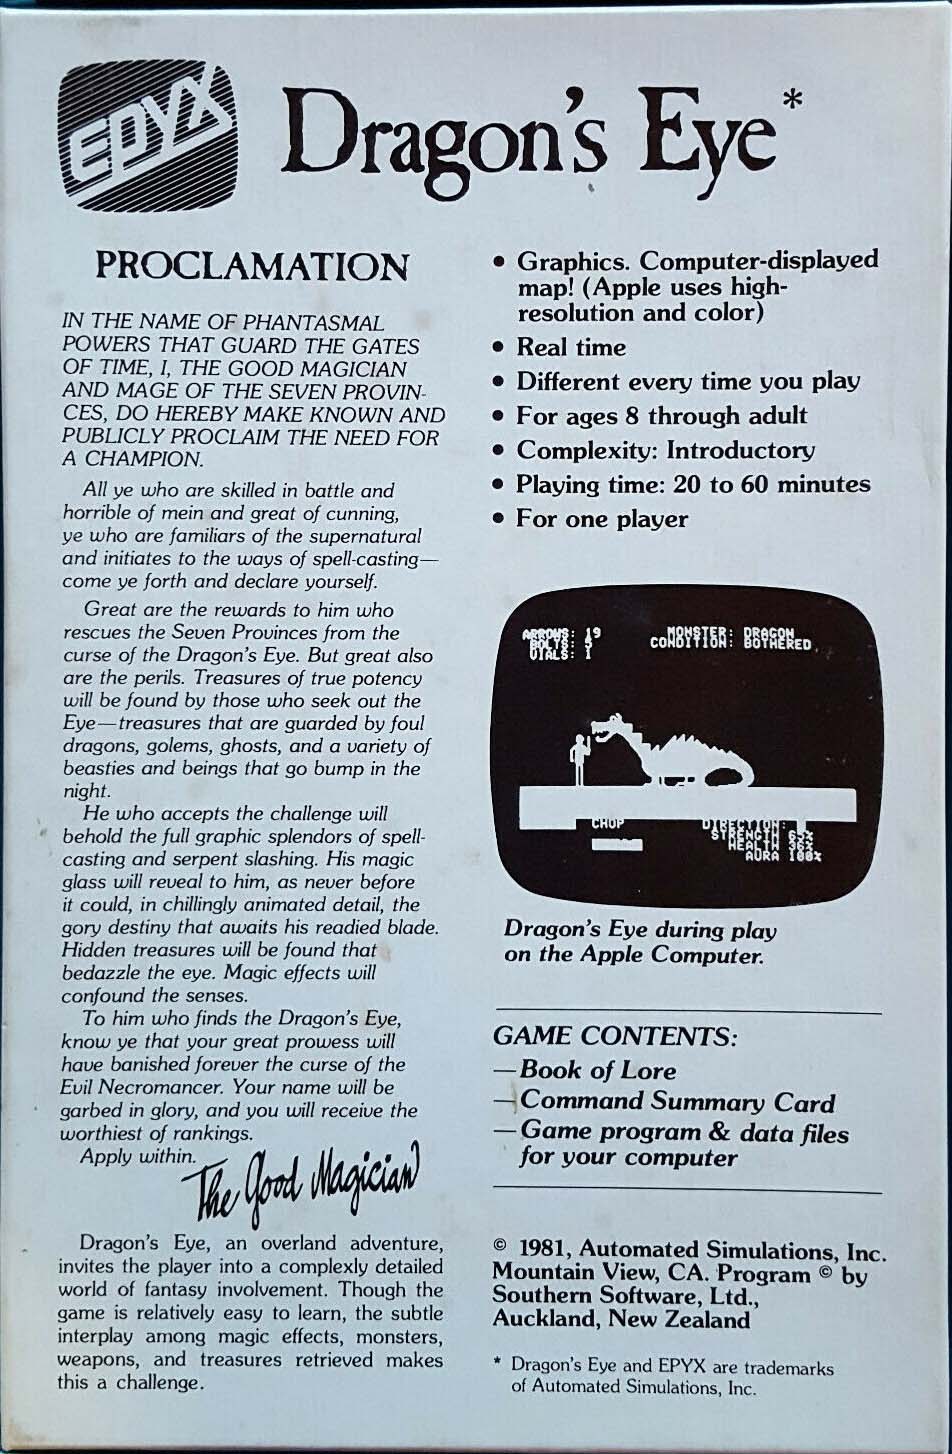 EPYX
Dragon's Eye*
PROCLAMATION
IN THE NAME OF PHANTASMAL
POWERS THAT GUARD THE GATES
OF TIME, I, THE GOOD MAGICIAN
AND MAGE OF THE SEVEN PROVIN-
CES, DO HEREBY MAKE KNOWN AND
PUBLICLY PROCLAIM THE NEED FOR
A CHAMPION.
All ye who are skilled in battle and
horrible of mein and great of cunning,
ye who are familiars of the supernatural
and initiates to the ways of spell-casting—
come ye forth and declare yourself.
Great are the rewards to him who
rescues the Seven Provinces from the
curse of the Dragon's Eye. But great also
are the perils. Treasures of true potency
will be found by those who seek out the
Eye—treasures that are guarded by foul
dragons, golems, ghosts, and a variety of
beasties and beings that go bump in the
night.
He who accepts the challenge will
behold the full graphic splendors of spell-
casting and serpent slashing. His magic
glass will reveal to him, as never before
it could, in chillingly animated detail, the
gory destiny that awaits his readied blade.
Hidden treasures will be found that
bedazzle the eye. Magic effects will
confound the senses.
To him who finds the Dragon's Eye,
know ye that your great prowess will
have banished forever the curse of the
Evil Necromancer. Your name will be
garbed in glory, and you will receive the
worthiest of rankings.
Apply within.
The Good Magician
Dragon's Eye, an overland adventure,
invites the player into a complexly detailed
world of fantasy involvement. Though the
game is relatively easy to learn, the subtle
interplay among magic effects, monsters,
weapons, and treasures retrieved makes
this a challenge.
• Graphics. Computer-displayed
map! (Apple uses high-
resolution and color)
• Real time
• Different every time you play
• For ages 8 through adult
• Complexity: Introductory
• Playing time: 20 to 60 minutes
• For one player
ARROWS: 19
BOLTS: 5
VIALS: 1
MONSTER: DRAGON
CONDITION: BOTHERED
CHOP
DIRECTION:
STRENGTH 65%
HEALTH 36%
AURA 100%
Dragon's Eye during play
on the Apple Computer.
GAME CONTENTS:
—Book of Lore
—Command Summary Card
—Game program & data files
for your computer
© 1981, Automated Simulations, Inc.
Mountain View, CA. Program © by
Southern Software, Ltd.,
Auckland, New Zealand
* Dragon's Eye and EPYX are trademarks
of Automated Simulations, Inc.